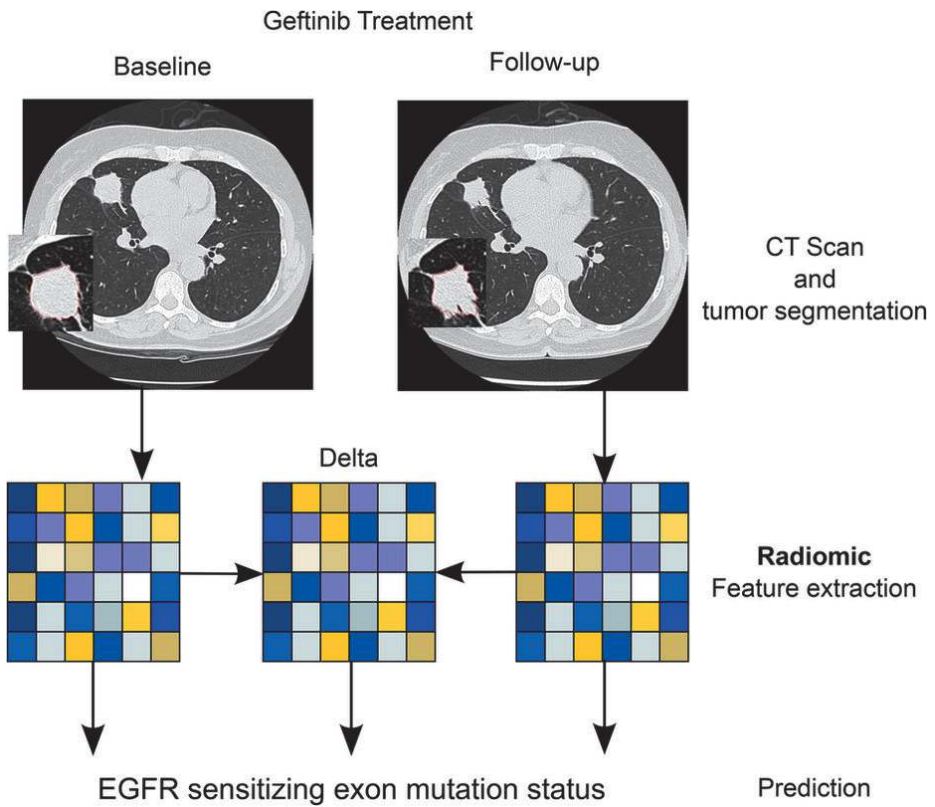 Geftinib Treatment
Baseline
Follow-up
CT Scan
and
tumor segmentation
Delta
Radiomic
Feature extraction
EGFR sensitizing exon mutation status
Prediction